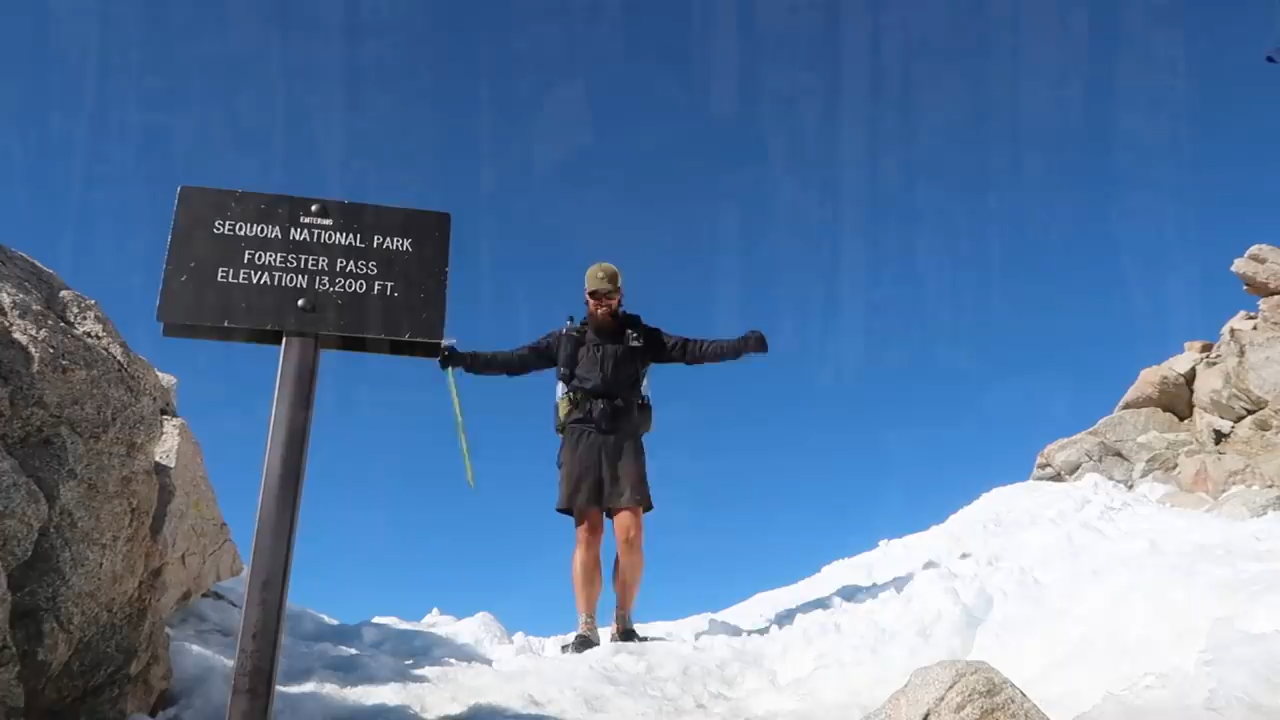 ENTERING
SEQUOIA NATIONAL PARK
FORESTER PASS
ELEVATION 13,200 FT.